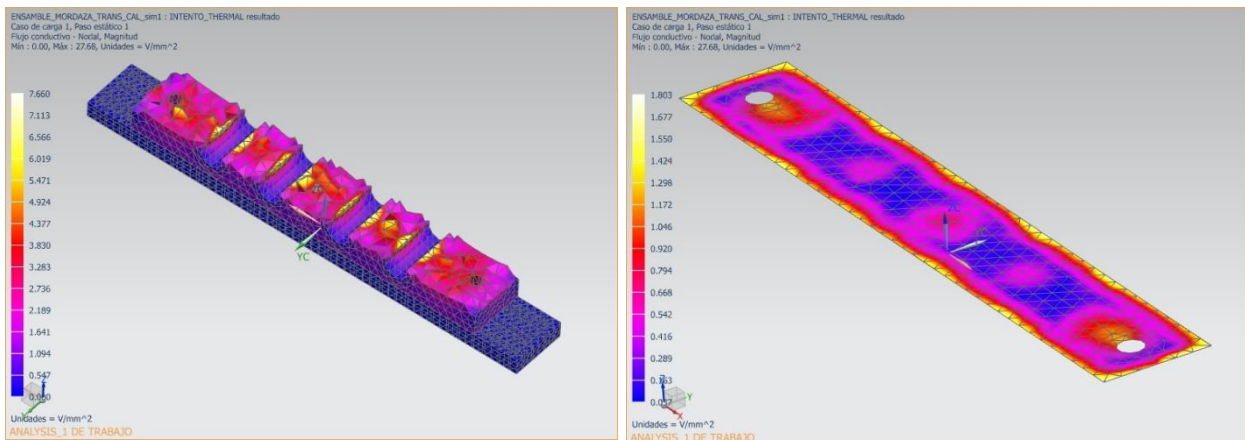 ENSAMBLE_MORDAZA_TRANS_CAL_sim1 : INTENTO_THERMAL resultado
Caso de carga 1, Paso estático 1
Flujo conductivo - Nodal, Magnitud
Mín : 0.00, Máx : 27.68, Unidades = V/mm^2
7.660
7.113
6.566
6.019
5.471
4.924
4.377
3.830
3.283
2.736
2.189
1.641
1.094
0.547
0.000
YC
Unidades = V/mm^2
ANALYSIS_1 DE TRABAJO
ENSAMBLE_MORDAZA_TRANS_CAL_sim1 : INTENTO_THERMAL resultado
Caso de carga 1, Paso estático 1
Flujo conductivo - Nodal, Magnitud
Mín : 0.00, Máx : 27.68, Unidades = V/mm^2
1.803
1.677
1.550
1.424
1.298
1.172
1.046
0.920
0.794
0.668
0.542
0.416
0.289
0.163
ZC
Y
X
Unidades = V/mm^2
ANALYSIS_1 DE TRABAJO